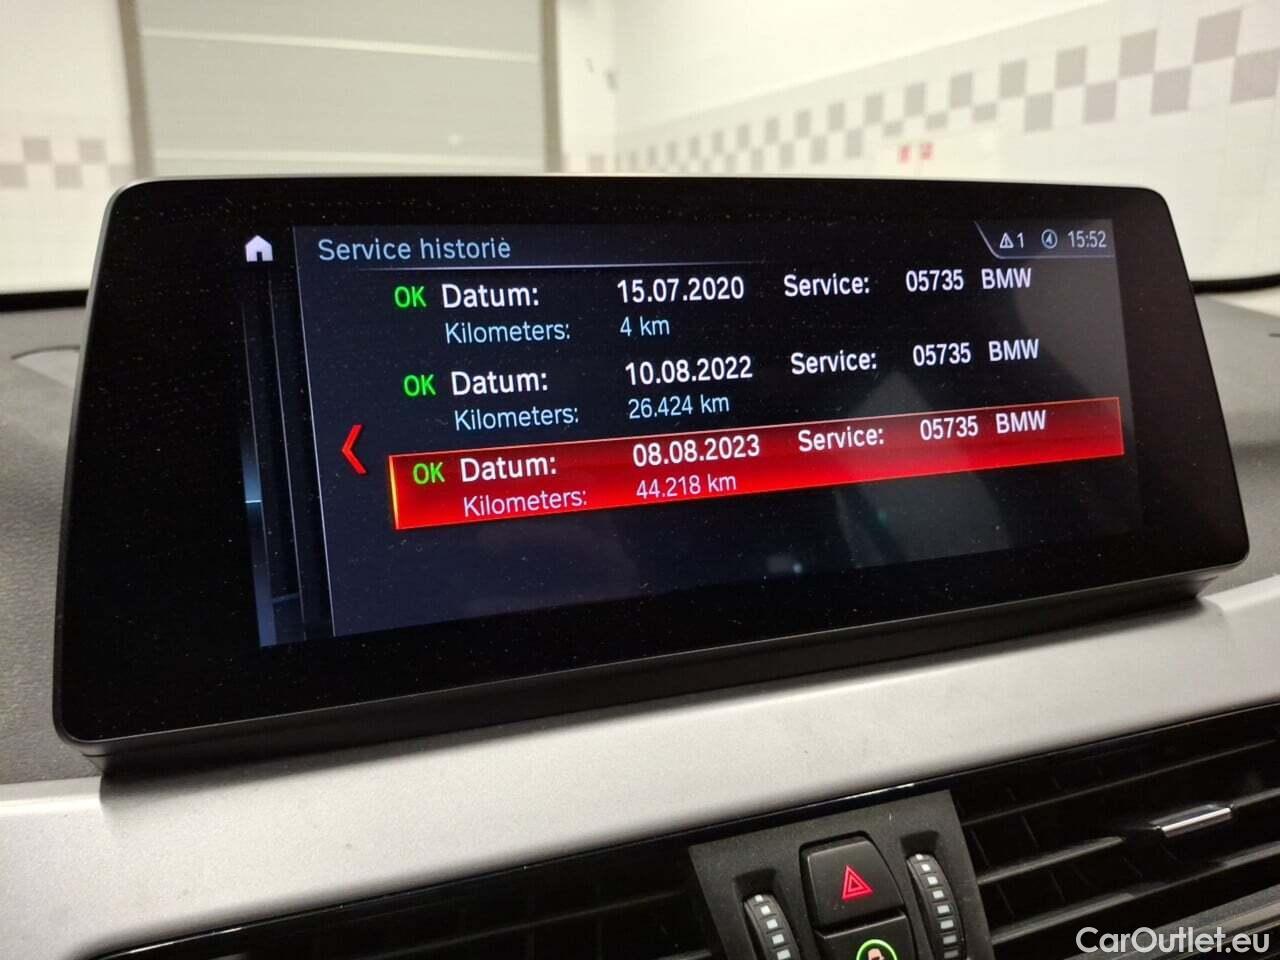 Service historië
1 15:52
OK Datum: 15.07.2020 Service: 05735 BMW
Kilometers: 4 km
OK Datum: 10.08.2022 Service: 05735 BMW
Kilometers: 26.424 km
OK Datum: 08.08.2023 Service: 05735 BMW
Kilometers: 44.218 km
CarOutlet.eu